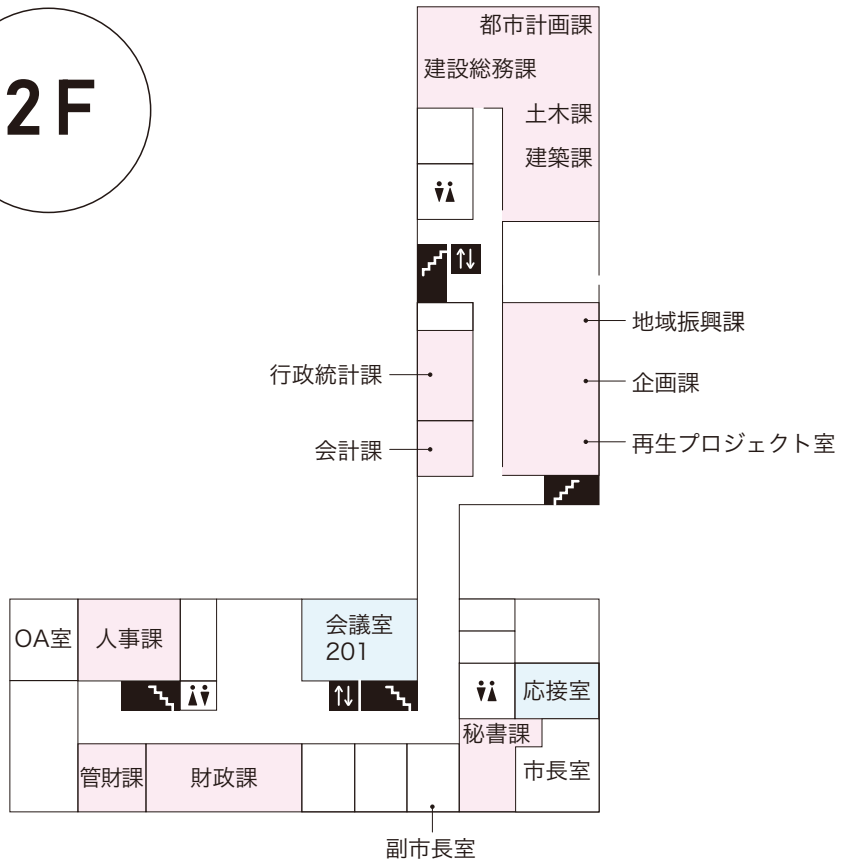 2F
都市計画課
建設総務課
土木課
建築課
地域振興課
行政統計課
企画課
会計課
再生プロジェクト室
OA室
人事課
会議室
201
応接室
秘書課
管財課
財政課
市長室
副市長室